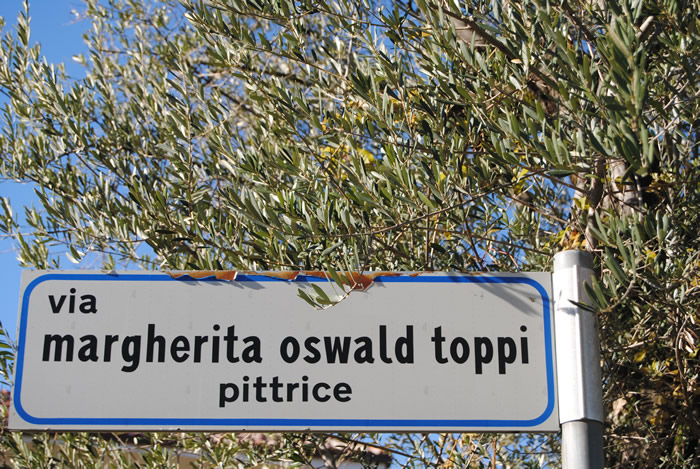 via
margherita oswald toppi
pittrice